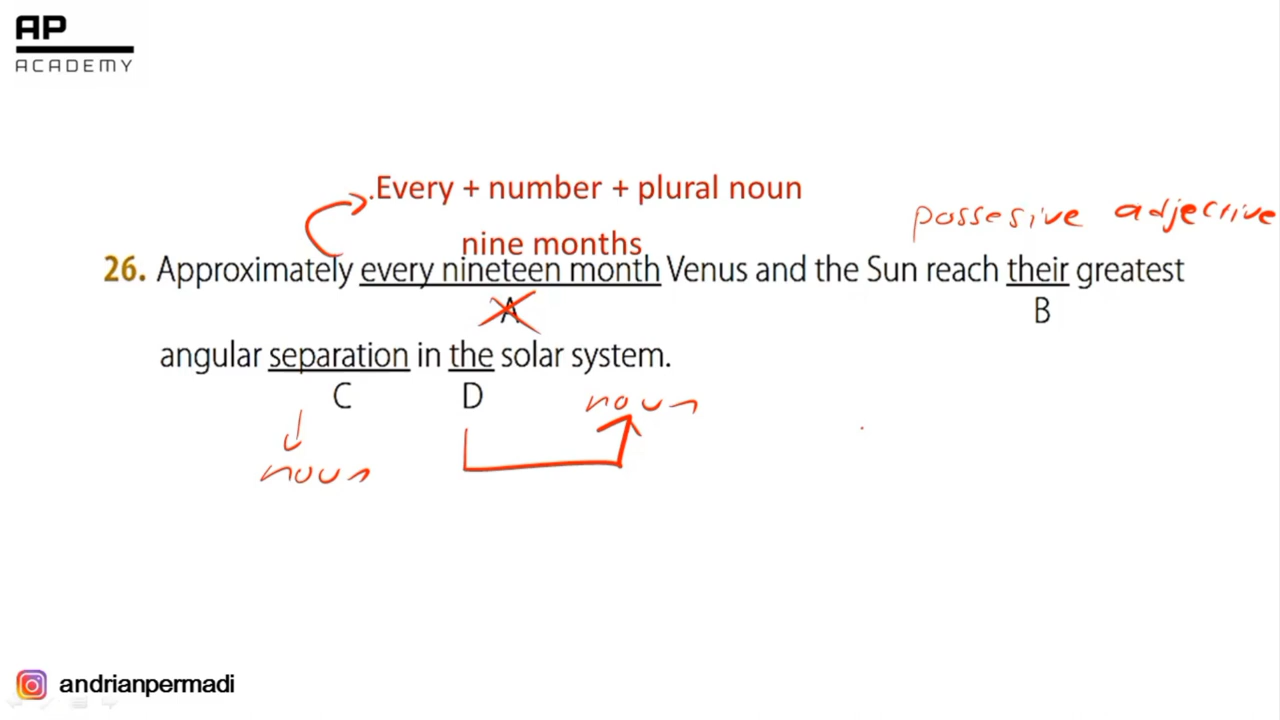 AP
ACADEMY
.Every + number + plural noun
possesive adjective
nine months
26. Approximately every nineteen month Venus and the Sun reach their greatest
A
B
angular separation in the solar system.
C
D
noun
noun
andrianpermadi